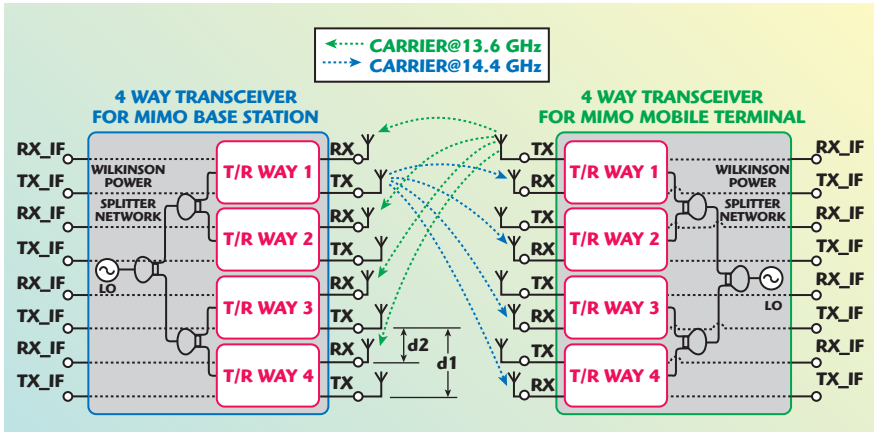 CARRIER@13.6 GHz
CARRIER@14.4 GHz
4 WAY TRANSCEIVER
FOR MIMO BASE STATION
RX_IF
TX_IF
RX_IF
TX_IF
RX_IF
TX_IF
RX_IF
TX_IF
WILKINSON
POWER
SPLITTER
NETWORK
LO
T/R WAY 1
T/R WAY 2
T/R WAY 3
T/R WAY 4
RX
TX
RX
TX
RX
TX
RX
TX
d2
d1
4 WAY TRANSCEIVER
FOR MIMO MOBILE TERMINAL
TX
RX
TX
RX
TX
RX
TX
RX
T/R WAY 1
T/R WAY 2
T/R WAY 3
T/R WAY 4
WILKINSON
POWER
SPLITTER
NETWORK
LO
RX_IF
TX_IF
RX_IF
TX_IF
RX_IF
TX_IF
RX_IF
TX_IF